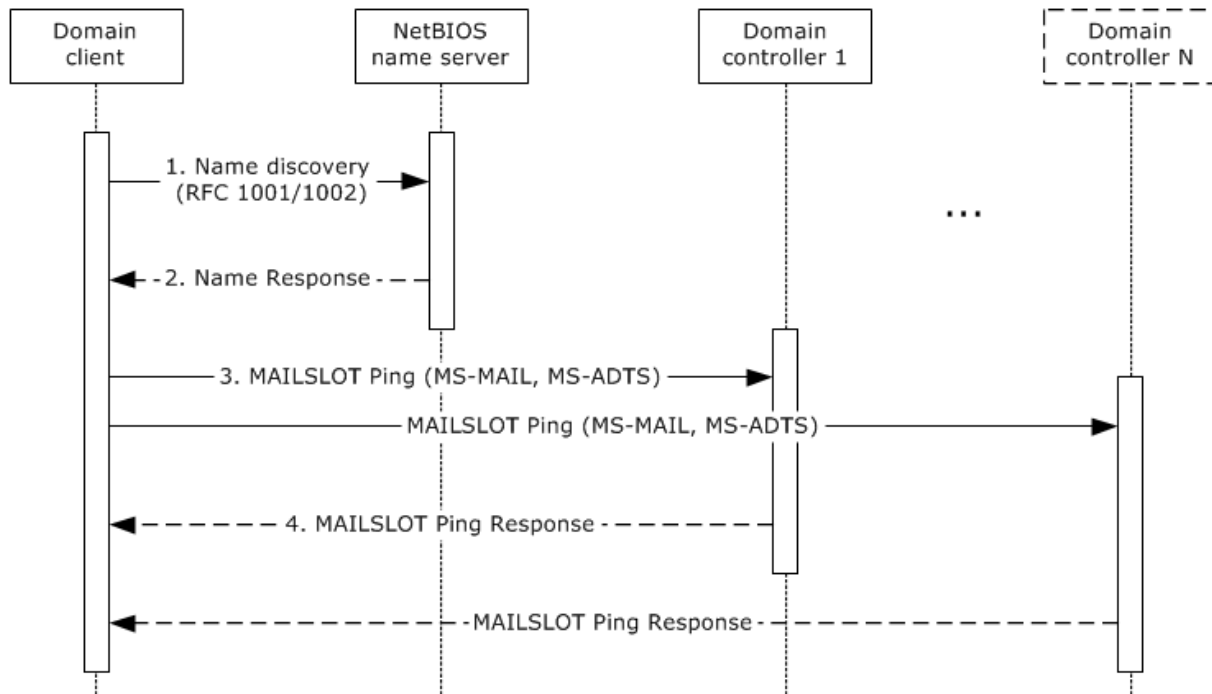 Domain
client
NetBIOS
name server
Domain
controller 1
Domain
controller N
1. Name discovery
(RFC 1001/1002)
...
2. Name Response
3. MAILSLOT Ping (MS-MAIL, MS-ADTS)
MAILSLOT Ping (MS-MAIL, MS-ADTS)
4. MAILSLOT Ping Response
MAILSLOT Ping Response